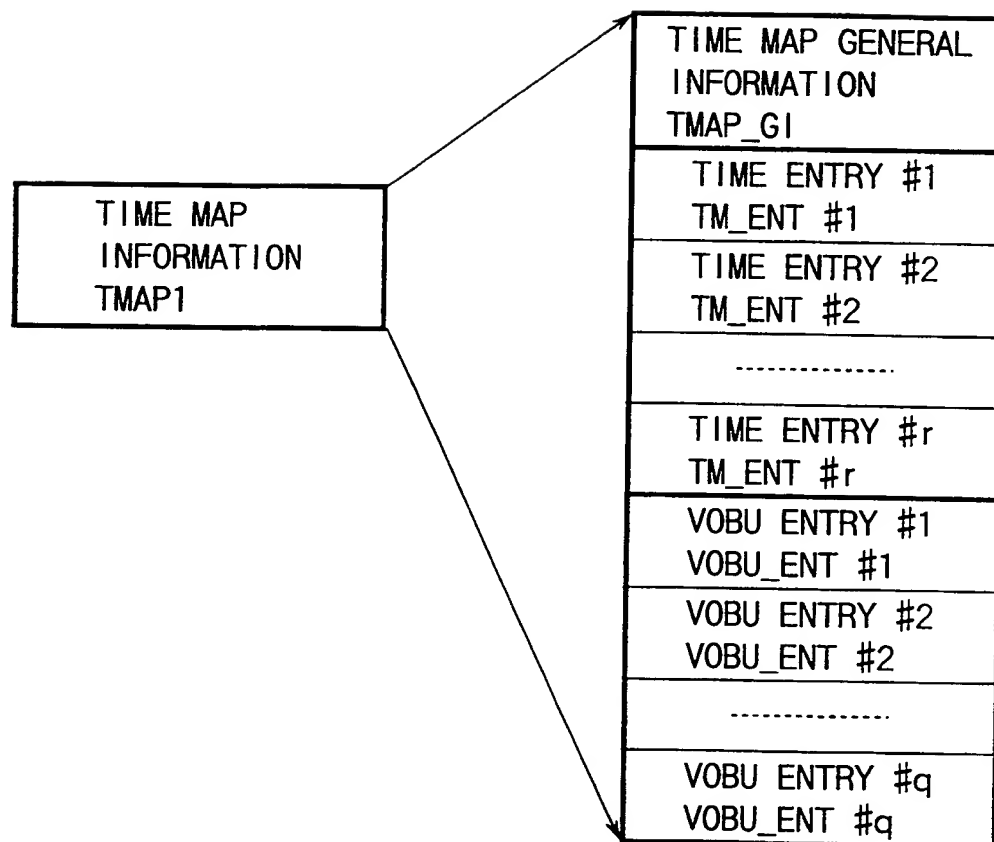 TIME MAP
INFORMATION
TMAP1
TIME MAP GENERAL
INFORMATION
TMAP_GI
TIME ENTRY #1
TM_ENT #1
TIME ENTRY #2
TM_ENT #2
TIME ENTRY #r
TM_ENT #r
VOBU ENTRY #1
VOBU_ENT #1
VOBU ENTRY #2
VOBU_ENT #2
VOBU ENTRY #q
VOBU_ENT #q